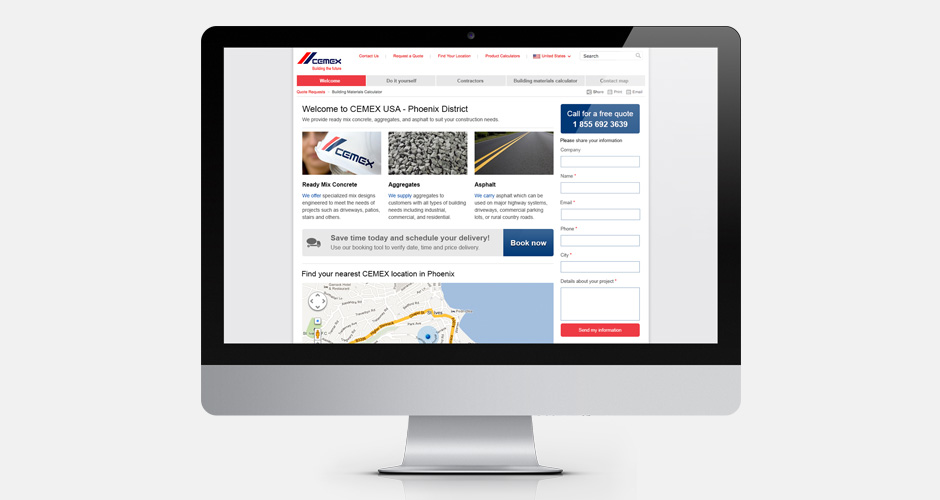 CEMEX
Building the future
Contact Us
Request a Quote
Find Your Location
Product Calculators
United States
Search
Welcome
Do it yourself
Contractors
Building materials calculator
Contact map
Quote Requests
Building Materials Calculator
Share
Print
Email
Welcome to CEMEX USA - Phoenix District
We provide ready mix concrete, aggregates, and asphalt to suit your construction needs.
CEMEX
Ready Mix Concrete
We offer specialized mix designs
engineered to meet the needs of
projects such as driveways, patios,
stairs and others.
Aggregates
We supply aggregates to
customers with all types of building
needs including industrial,
commercial, and residential.
Asphalt
We carry asphalt which can be
used on major highway systems,
driveways, commercial parking
lots, or rural country roads.
Save time today and schedule your delivery!
Use our booking tool to verify date, time and price delivery.
Book now
Find your nearest CEMEX location in Phoenix
Call for a free quote
1 855 692 3639
Please share your information
Company
Name *
Email *
Phone *
City *
Details about your project *
Send my information